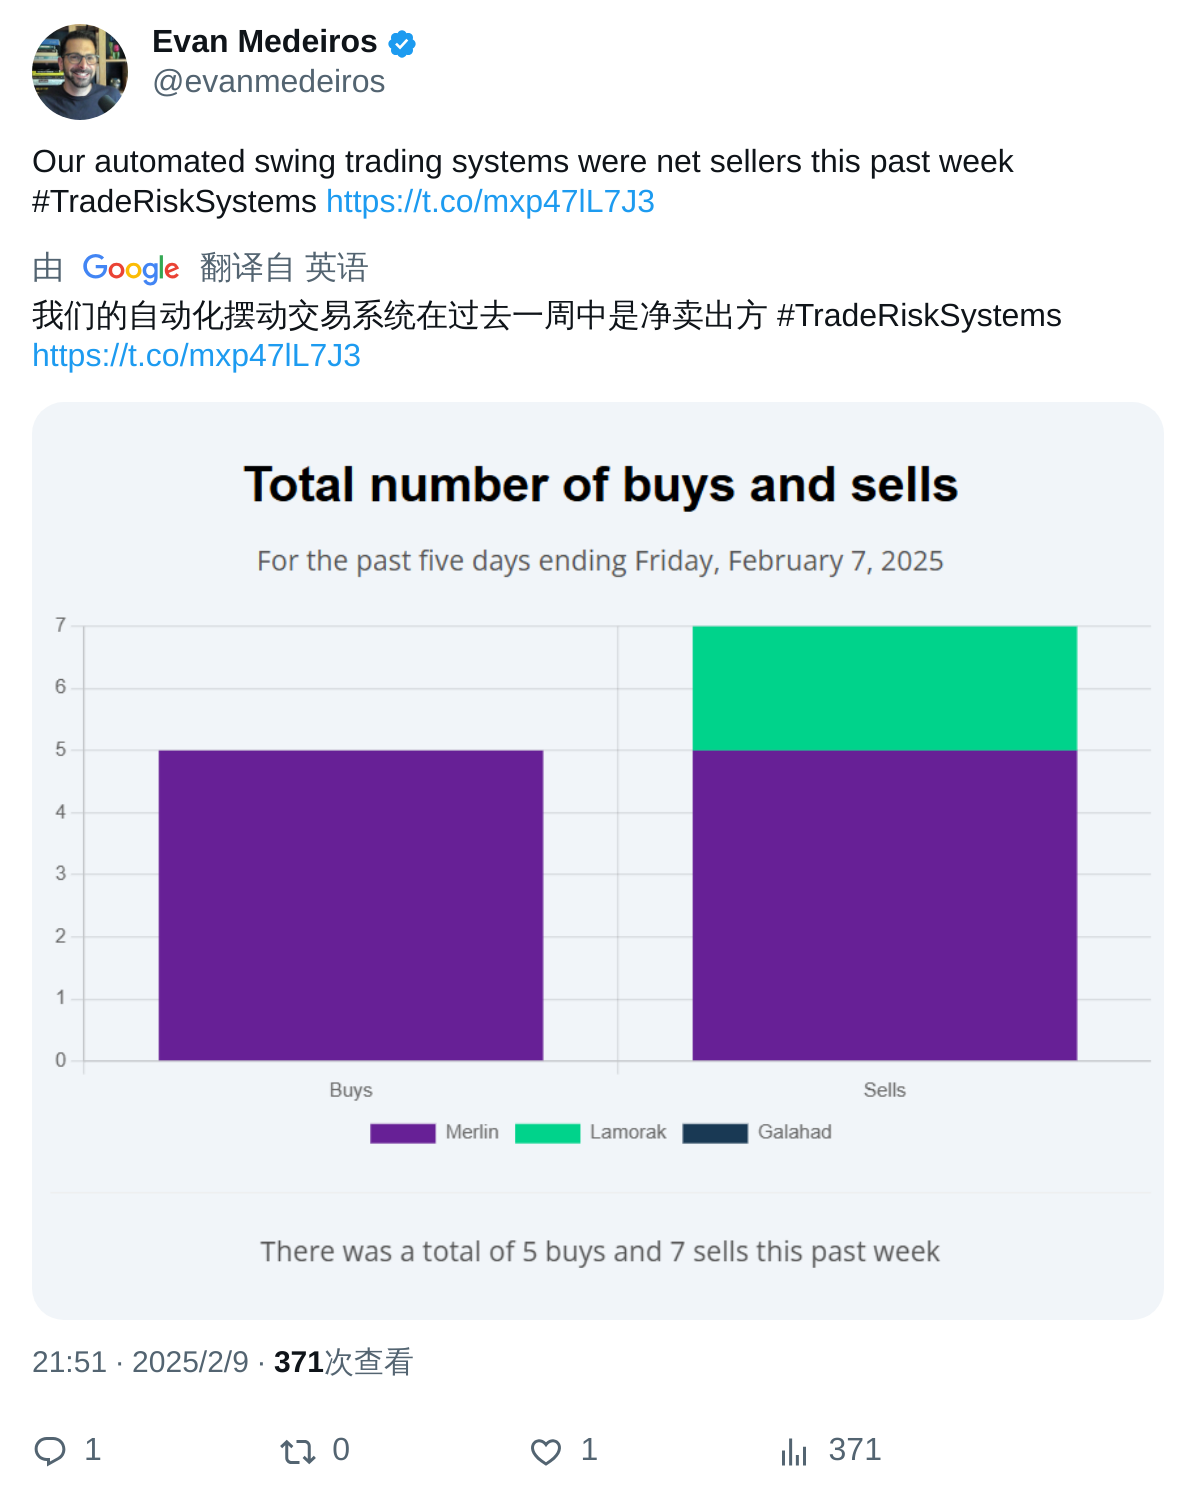 Evan Medeiros
@evanmedeiros
Our automated swing trading systems were net sellers this past week
#TradeRiskSystems https://t.co/mxp47lL7J3
由 Google 翻译自 英语
我们的自动化摆动交易系统在过去一周中是净卖出方 #TradeRiskSystems
https://t.co/mxp47lL7J3
Total number of buys and sells
For the past five days ending Friday, February 7, 2025
7
6
5
4
3
2
1
0
Buys Sells
Merlin Lamorak Galahad
There was a total of 5 buys and 7 sells this past week
21:51 · 2025/2/9 · 371次查看
1 0 1 371